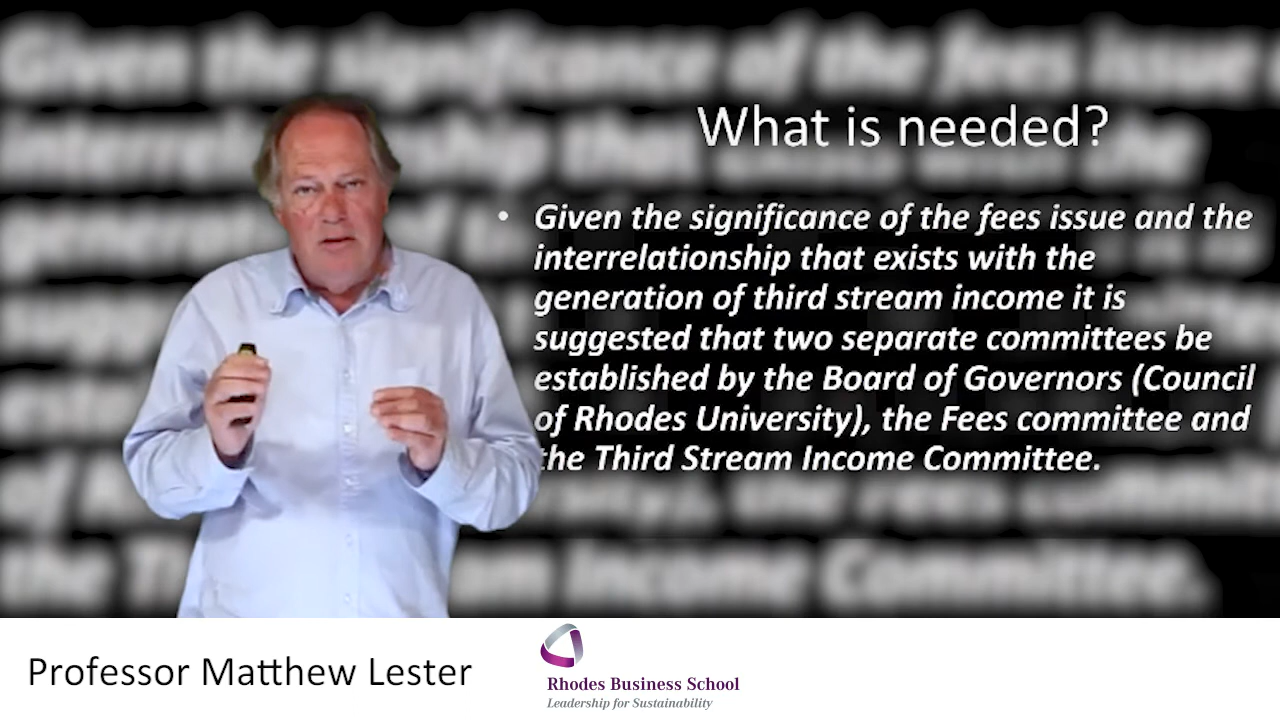 What is needed?
• Given the significance of the fees issue and the
interrelationship that exists with the
generation of third stream income it is
suggested that two separate committees be
established by the Board of Governors (Council
of Rhodes University), the Fees committee and
the Third Stream Income Committee.
Professor Matthew Lester
Rhodes Business School
Leadership for Sustainability